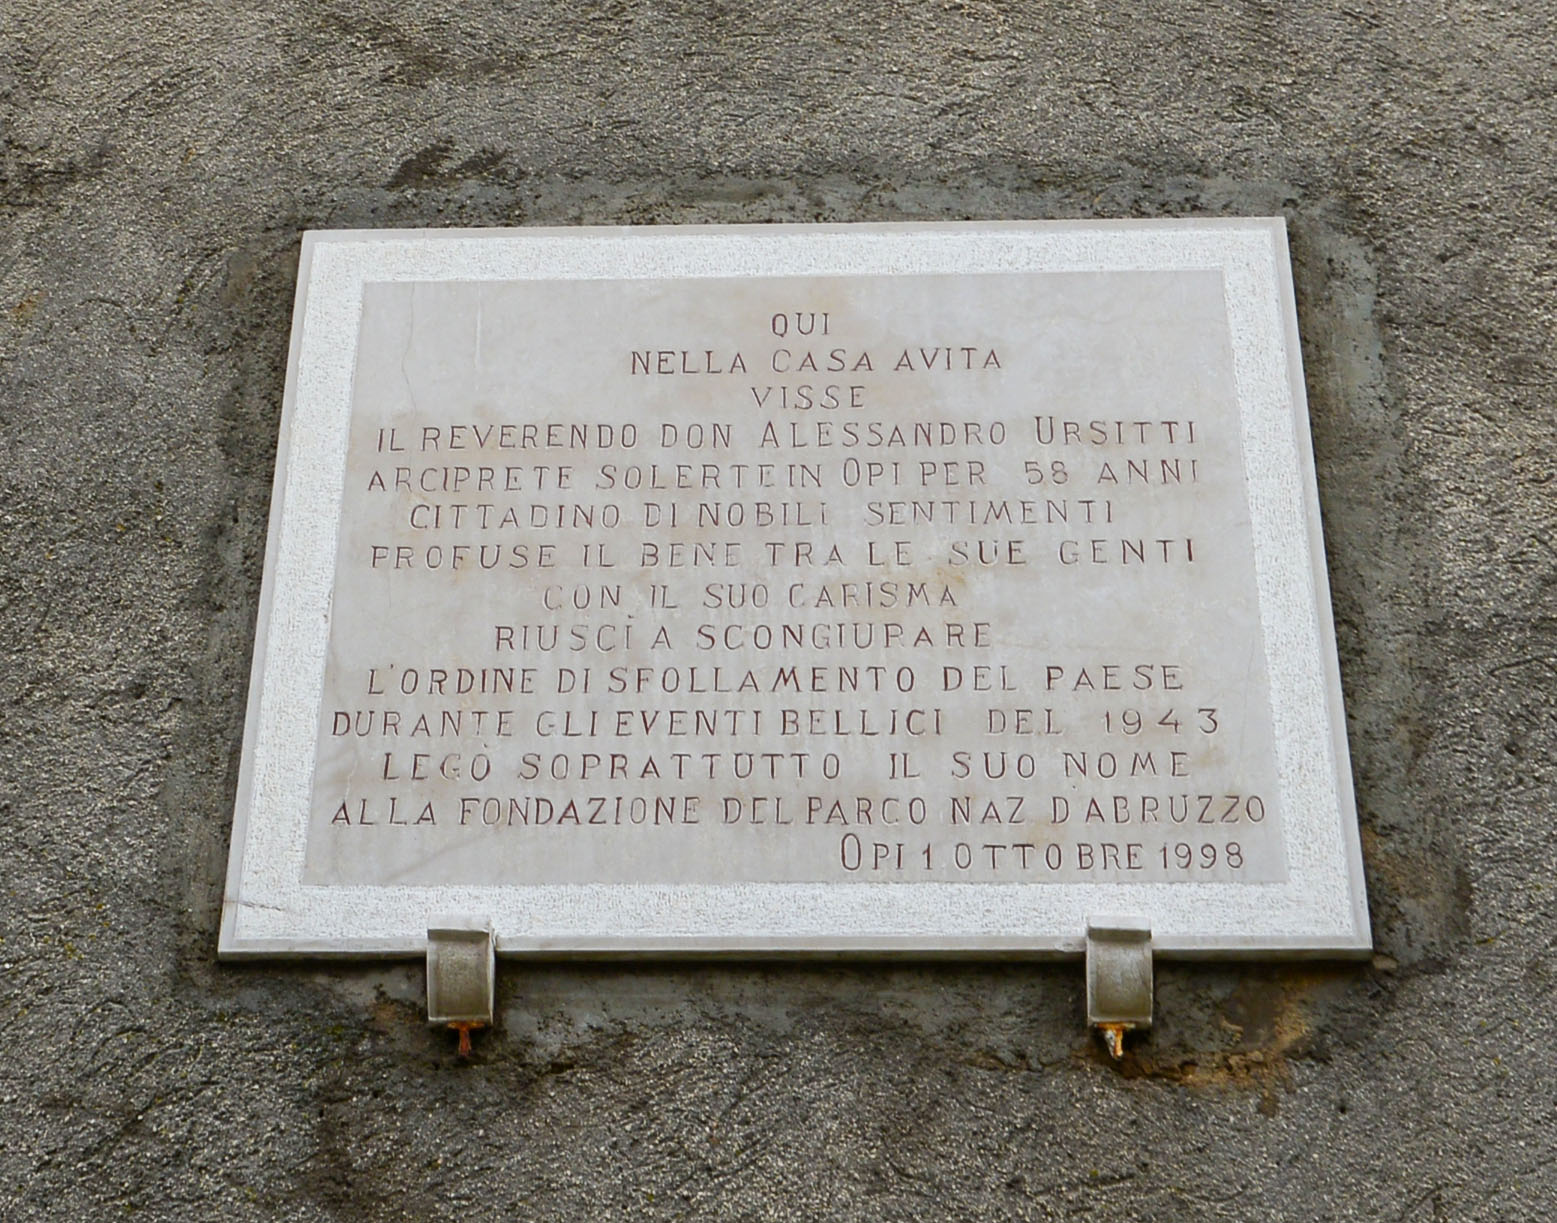 QUI
NELLA CASA AVITA
VISSE
IL REVERENDO DON ALESSANDRO URSITTI
ARCIPRETE SOLERTE IN OPI PER 58 ANNI
CITTADINO DI NOBILI SENTIMENTI
PROFUSE IL BENE TRA LE SUE GENTI
CON IL SUO CARISMA
RIUSCÌ A SCONGIURARE
L'ORDINE DI SFOLLAMENTO DEL PAESE
DURANTE GLI EVENTI BELLICI DEL 1943
LEGÒ SOPRATTUTTO IL SUO NOME
ALLA FONDAZIONE DEL PARCO NAZ D'ABRUZZO
OPI 1 OTTOBRE 1998